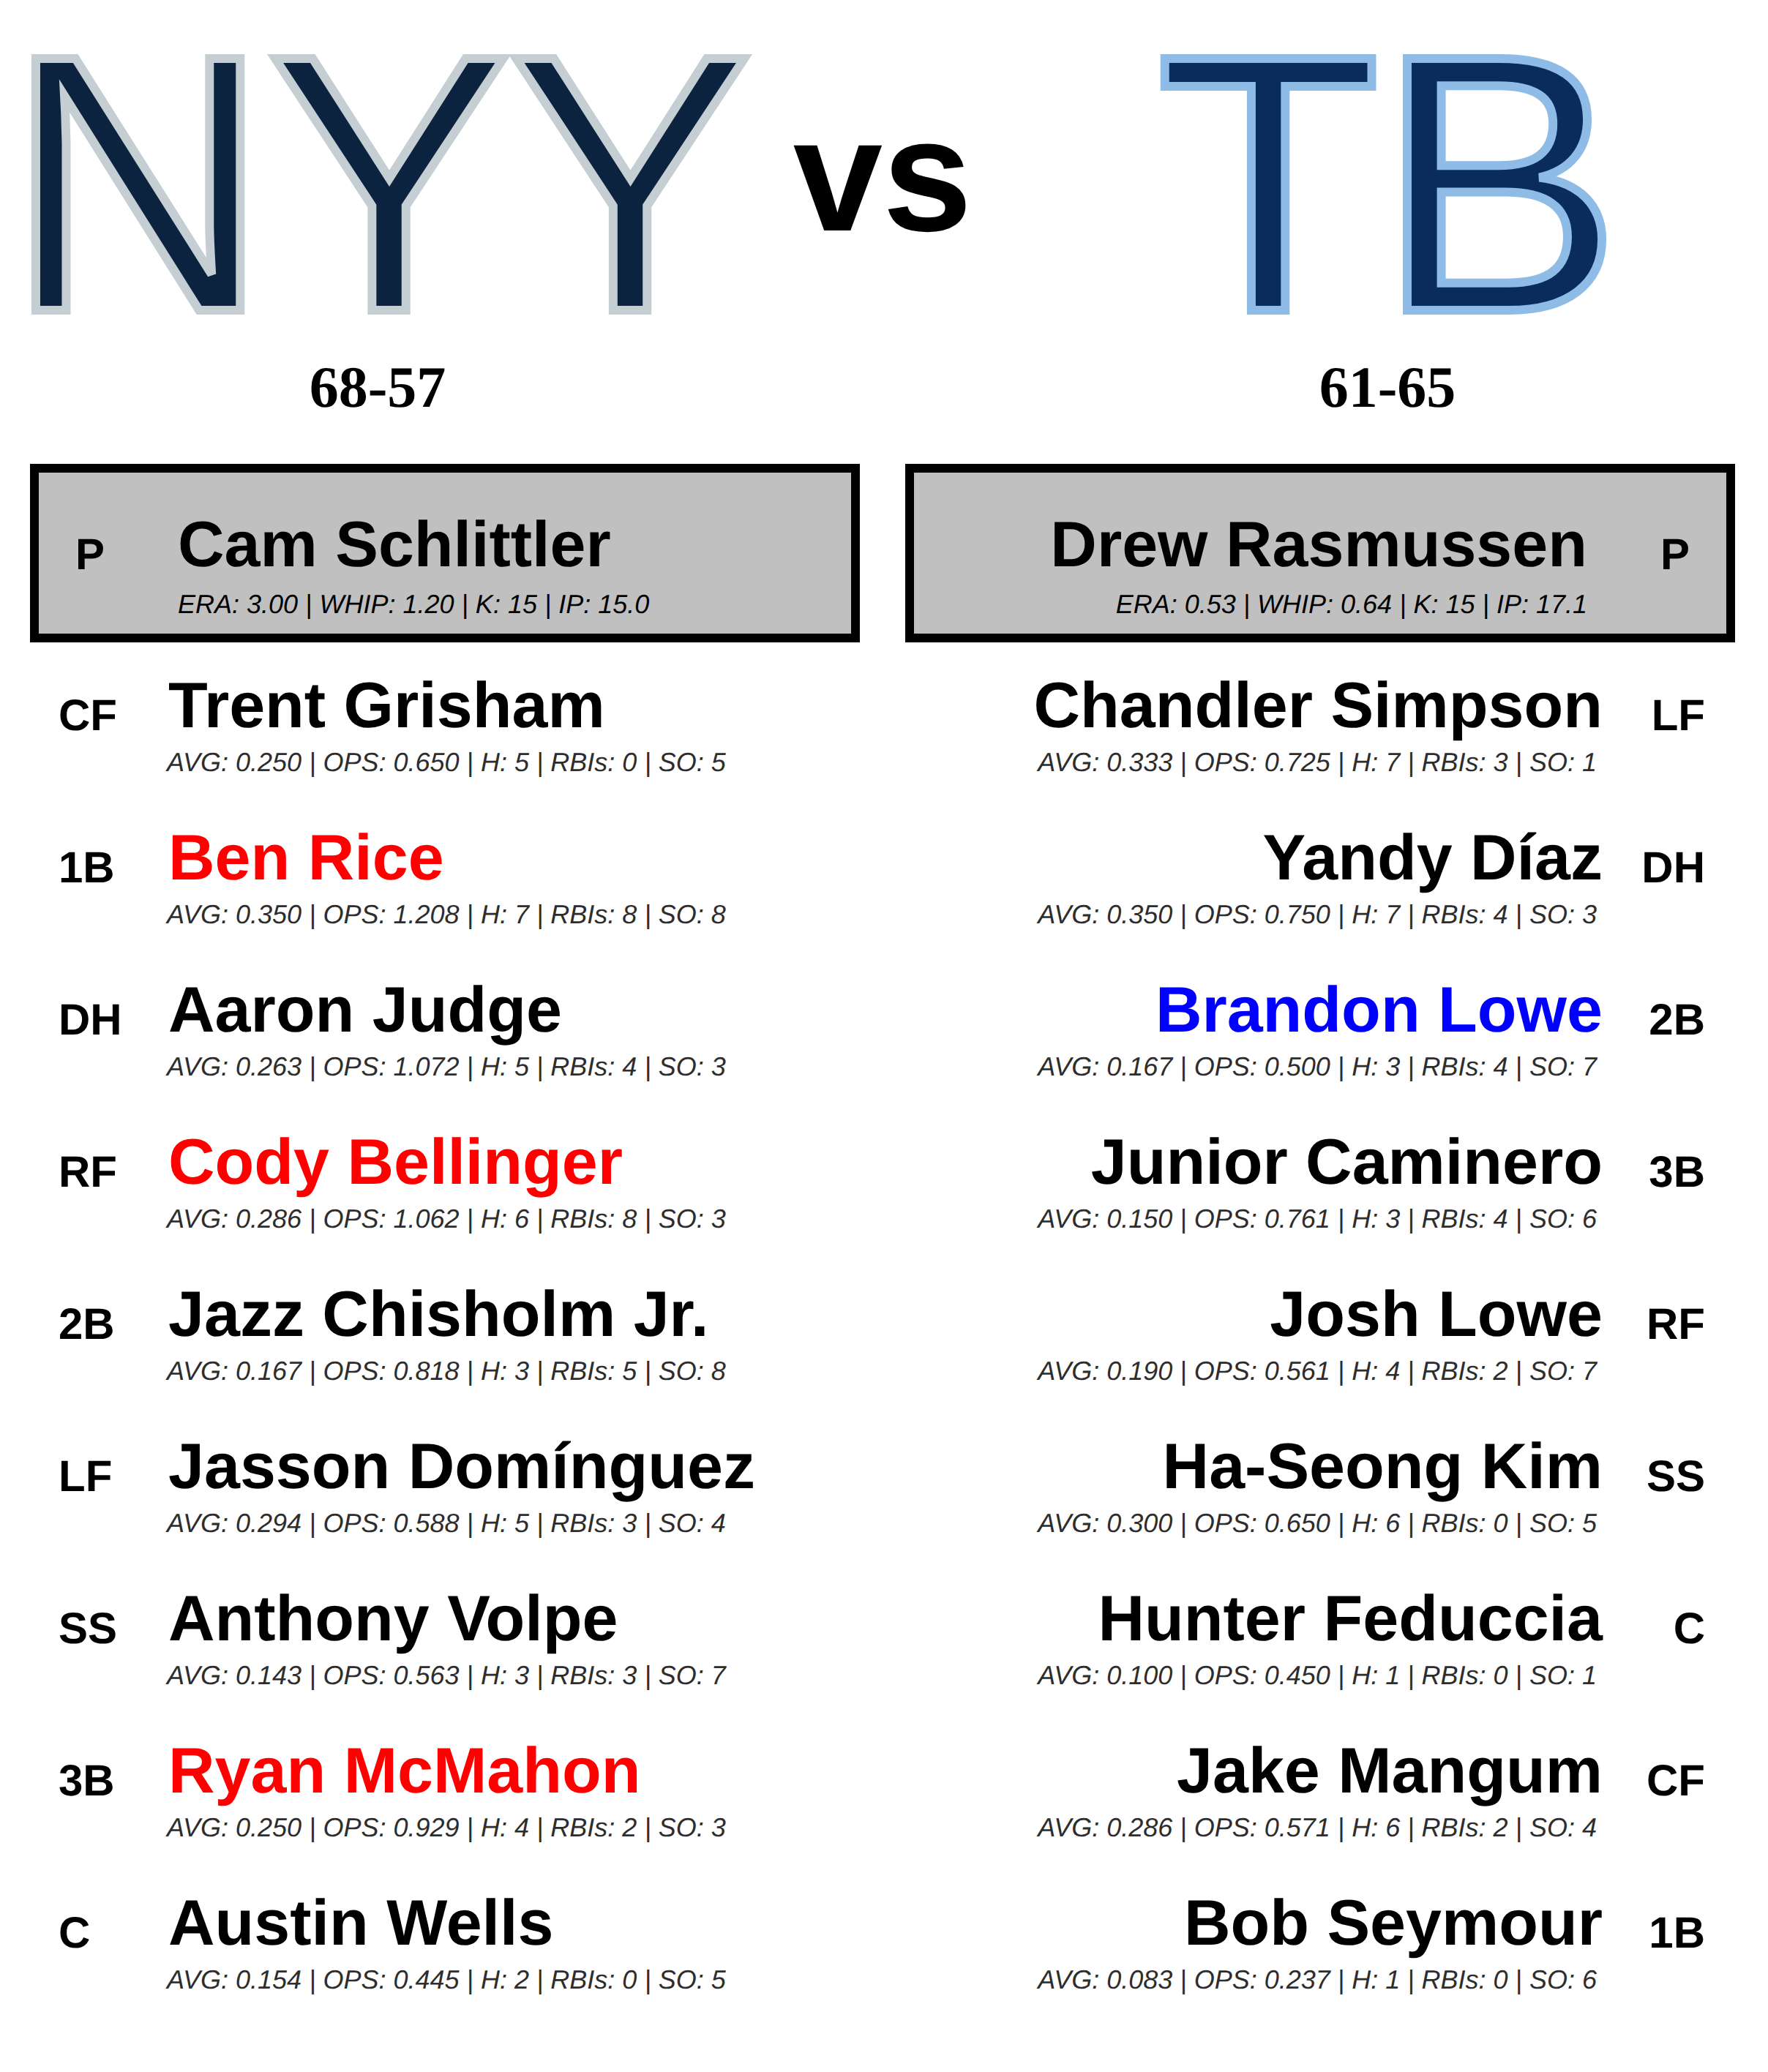 NYY vs TB
68-57 61-65
P Cam Schlittler Drew Rasmussen P
ERA: 3.00 | WHIP: 1.20 | K: 15 | IP: 15.0 ERA: 0.53 | WHIP: 0.64 | K: 15 | IP: 17.1
CF Trent Grisham Chandler Simpson LF
AVG: 0.250 | OPS: 0.650 | H: 5 | RBIs: 0 | SO: 5 AVG: 0.333 | OPS: 0.725 | H: 7 | RBIs: 3 | SO: 1
1B Ben Rice Yandy Díaz DH
AVG: 0.350 | OPS: 1.208 | H: 7 | RBIs: 8 | SO: 8 AVG: 0.350 | OPS: 0.750 | H: 7 | RBIs: 4 | SO: 3
DH Aaron Judge Brandon Lowe 2B
AVG: 0.263 | OPS: 1.072 | H: 5 | RBIs: 4 | SO: 3 AVG: 0.167 | OPS: 0.500 | H: 3 | RBIs: 4 | SO: 7
RF Cody Bellinger Junior Caminero 3B
AVG: 0.286 | OPS: 1.062 | H: 6 | RBIs: 8 | SO: 3 AVG: 0.150 | OPS: 0.761 | H: 3 | RBIs: 4 | SO: 6
2B Jazz Chisholm Jr. Josh Lowe RF
AVG: 0.167 | OPS: 0.818 | H: 3 | RBIs: 5 | SO: 8 AVG: 0.190 | OPS: 0.561 | H: 4 | RBIs: 2 | SO: 7
LF Jasson Domínguez Ha-Seong Kim SS
AVG: 0.294 | OPS: 0.588 | H: 5 | RBIs: 3 | SO: 4 AVG: 0.300 | OPS: 0.650 | H: 6 | RBIs: 0 | SO: 5
SS Anthony Volpe Hunter Feduccia C
AVG: 0.143 | OPS: 0.563 | H: 3 | RBIs: 3 | SO: 7 AVG: 0.100 | OPS: 0.450 | H: 1 | RBIs: 0 | SO: 1
3B Ryan McMahon Jake Mangum CF
AVG: 0.250 | OPS: 0.929 | H: 4 | RBIs: 2 | SO: 3 AVG: 0.286 | OPS: 0.571 | H: 6 | RBIs: 2 | SO: 4
C Austin Wells Bob Seymour 1B
AVG: 0.154 | OPS: 0.445 | H: 2 | RBIs: 0 | SO: 5 AVG: 0.083 | OPS: 0.237 | H: 1 | RBIs: 0 | SO: 6